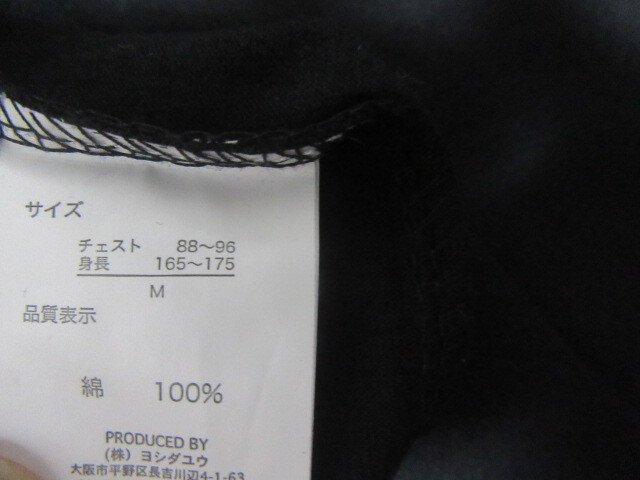 サイズ
チェスト 88～96
身長 165～175
M
品質表示
綿 100%
PRODUCED BY
(株) ヨシダユウ
大阪市平野区長吉川辺4-1-63